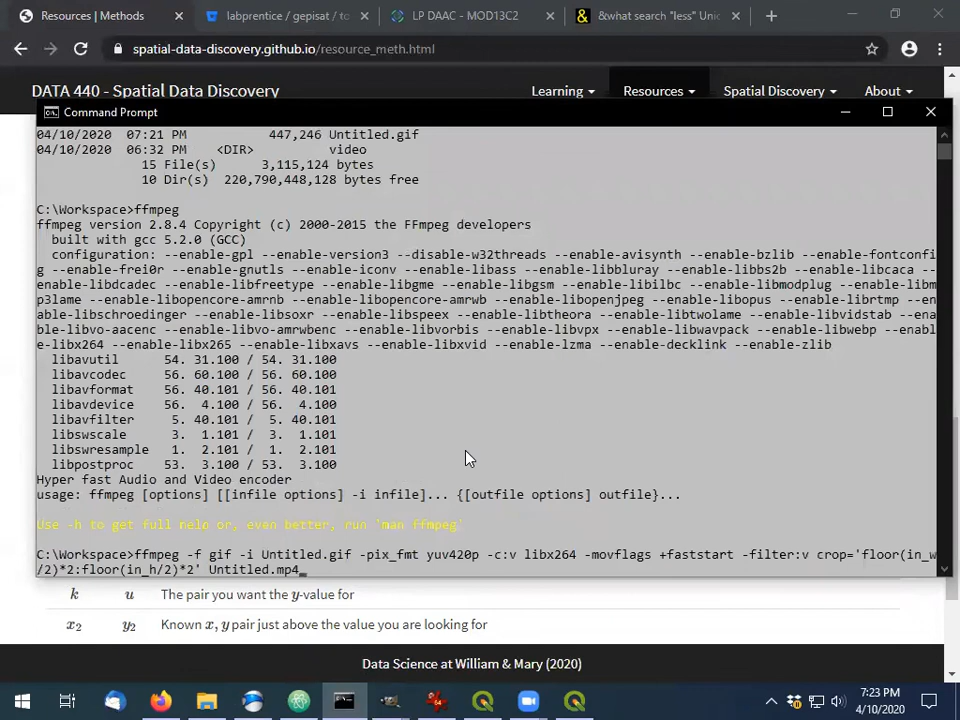 Resources | Methods
labprentice / gepisat / to
LP DAAC - MOD13C2
&what search "less" Unic
spatial-data-discovery.github.io/resource_meth.html
DATA 440 - Spatial Data Discovery
Learning
Resources
Spatial Discovery
About
Command Prompt
04/10/2020 07:21 PM 447,246 Untitled.gif
04/10/2020 06:32 PM <DIR> video
15 File(s) 3,115,124 bytes
10 Dir(s) 220,790,448,128 bytes free
C:\Workspace>ffmpeg
ffmpeg version 2.8.4 Copyright (c) 2000-2015 the FFmpeg developers
built with gcc 5.2.0 (GCC)
configuration: --enable-gpl --enable-version3 --disable-w32threads --enable-avisynth --enable-bzlib --enable-fontconfi
g --enable-frei0r --enable-gnutls --enable-iconv --enable-libass --enable-libbluray --enable-libbs2b --enable-libcaca --
enable-libdcadec --enable-libfreetype --enable-libgme --enable-libgsm --enable-libilbc --enable-libmodplug --enable-libm
p3lame --enable-libopencore-amrnb --enable-libopencore-amrwb --enable-libopenjpeg --enable-libopus --enable-librtmp --en
able-libschroedinger --enable-libsoxr --enable-libspeex --enable-libtheora --enable-libtwolame --enable-libvidstab --ena
ble-libvo-aacenc --enable-libvo-amrwbenc --enable-libvorbis --enable-libvpx --enable-libwavpack --enable-libwebp --enabl
e-libx264 --enable-libx265 --enable-libxavs --enable-libxvid --enable-lzma --enable-decklink --enable-zlib
libavutil 54. 31.100 / 54. 31.100
libavcodec 56. 60.100 / 56. 60.100
libavformat 56. 40.101 / 56. 40.101
libavdevice 56. 4.100 / 56. 4.100
libavfilter 5. 40.101 / 5. 40.101
libswscale 3. 1.101 / 3. 1.101
libswresample 1. 2.101 / 1. 2.101
libpostproc 53. 3.100 / 53. 3.100
Hyper fast Audio and Video encoder
usage: ffmpeg [options] [[infile options] -i infile]... {[outfile options] outfile}...
Use -h to get full help or, even better, run 'man ffmpeg'
C:\Workspace>ffmpeg -f gif -i Untitled.gif -pix_fmt yuv420p -c:v libx264 -movflags +faststart -filter:v crop='floor(in_w
/2)*2:floor(in_h/2)*2' Untitled.mp4
k u The pair you want the y-value for
x2 y2 Known x, y pair just above the value you are looking for
Data Science at William & Mary (2020)
7:23 PM
4/10/2020